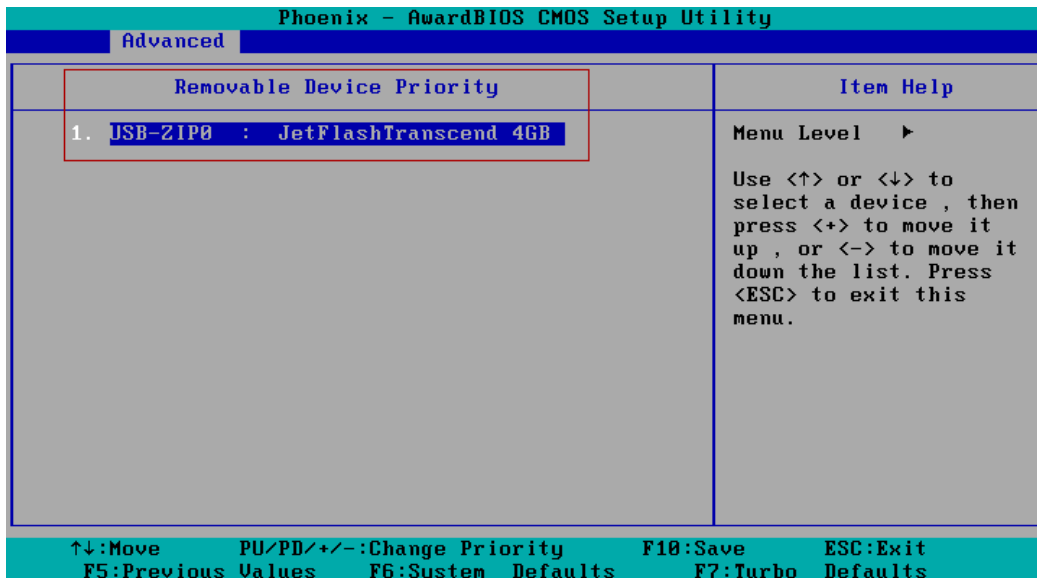 Phoenix - AwardBIOS CMOS Setup Utility
Advanced
Removable Device Priority
Item Help
1. USB-ZIP0 : JetFlashTranscend 4GB
Menu Level ▶
Use <↑> or <↓> to
select a device , then
press <+> to move it
up , or <-> to move it
down the list. Press
<ESC> to exit this
menu.
↑↓:Move PU/PD/+/-:Change Priority F10:Save ESC:Exit
F5:Previous Values F6:System Defaults F7:Turbo Defaults